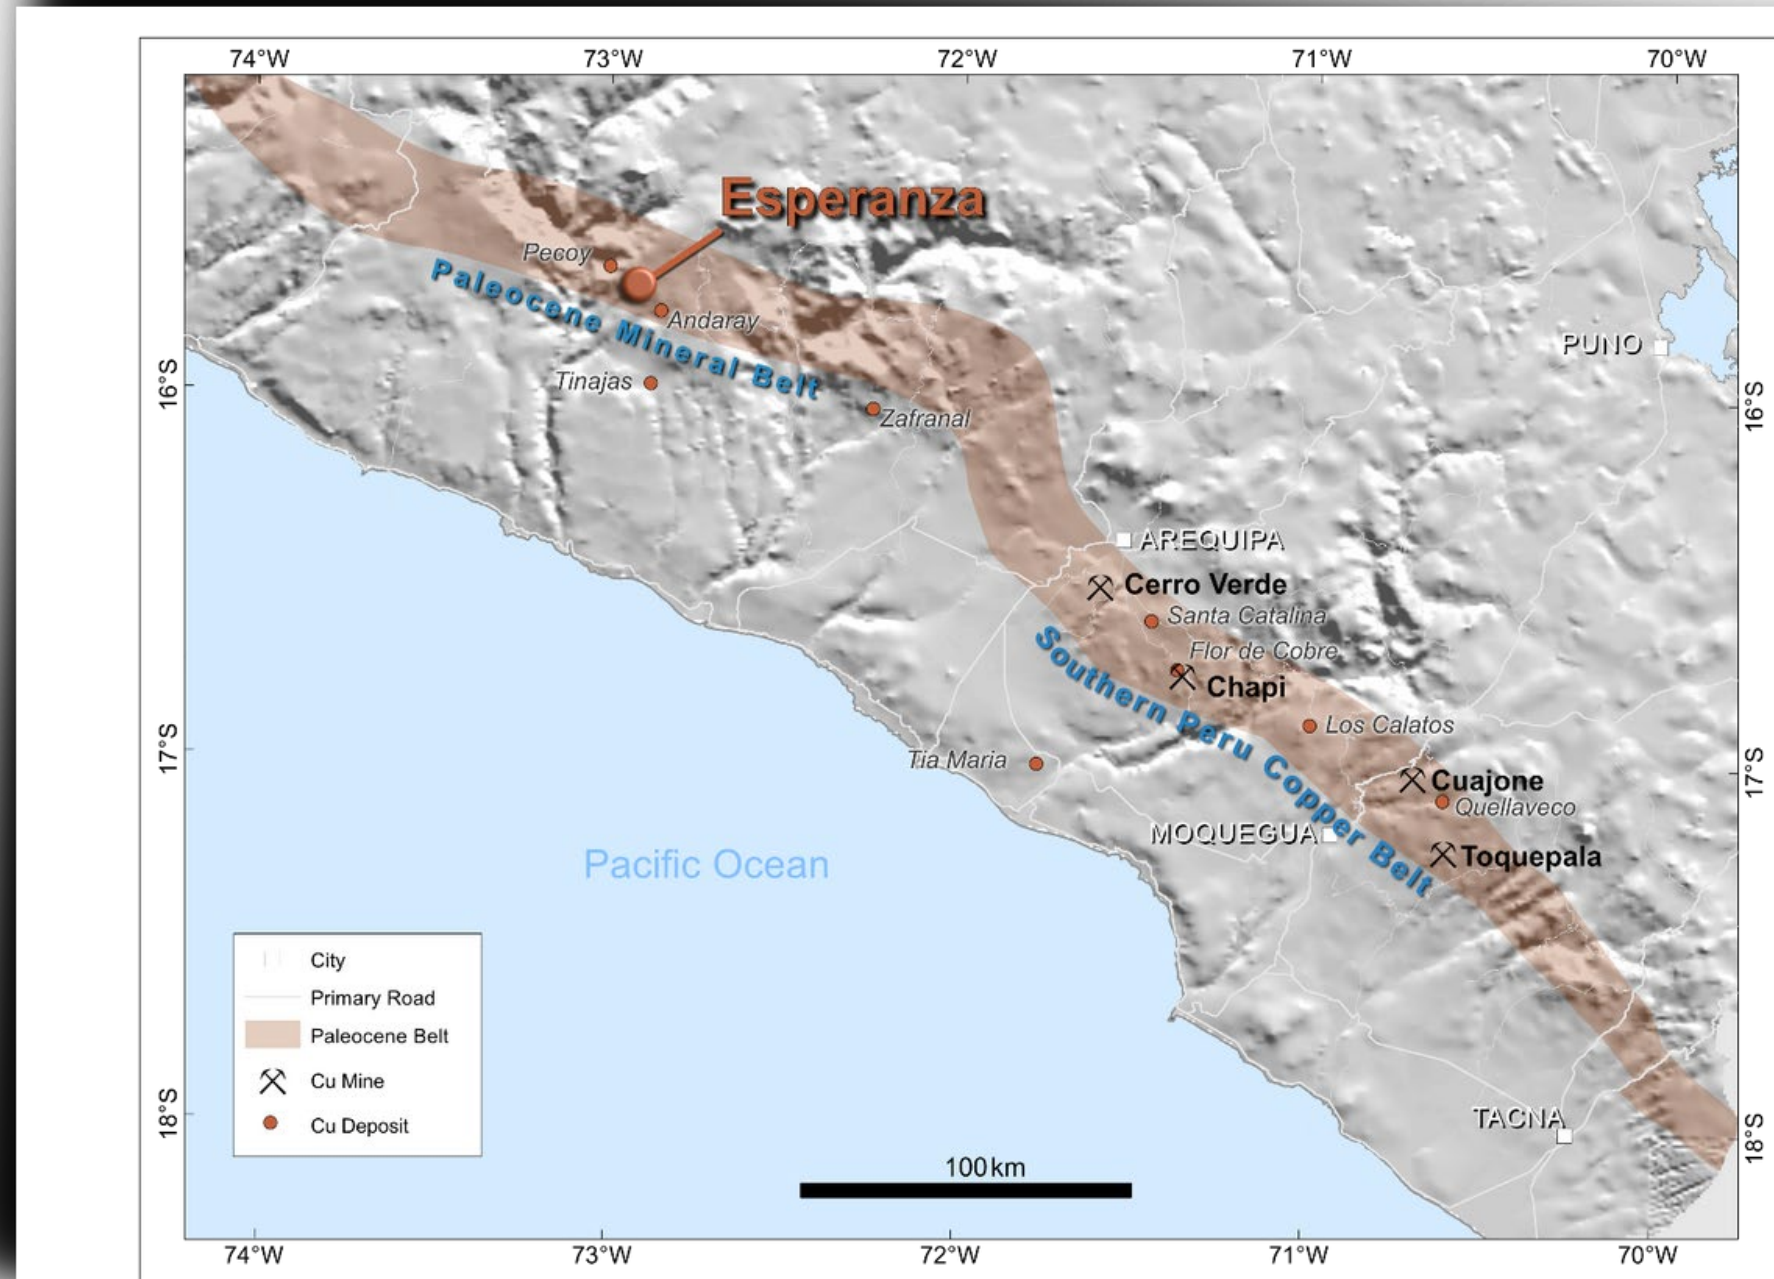 74°W
73°W
72°W
71°W
70°W
Esperanza
Pecoy
Paleocene Mineral Belt
Andaray
Tinajas
Zafranal
PUNO
16°S
16°S
AREQUIPA
Cerro Verde
Santa Catalina
Flor de Cobre
Chapi
Southern Peru Copper Belt
Los Calatos
17°S
Tia Maria
17°S
Cuajone
Quellaveco
MOQUEGUA
Toquepala
Pacific Ocean
City
Primary Road
Paleocene Belt
Cu Mine
Cu Deposit
18°S
TACNA
18°S
100km
74°W
73°W
72°W
71°W
70°W